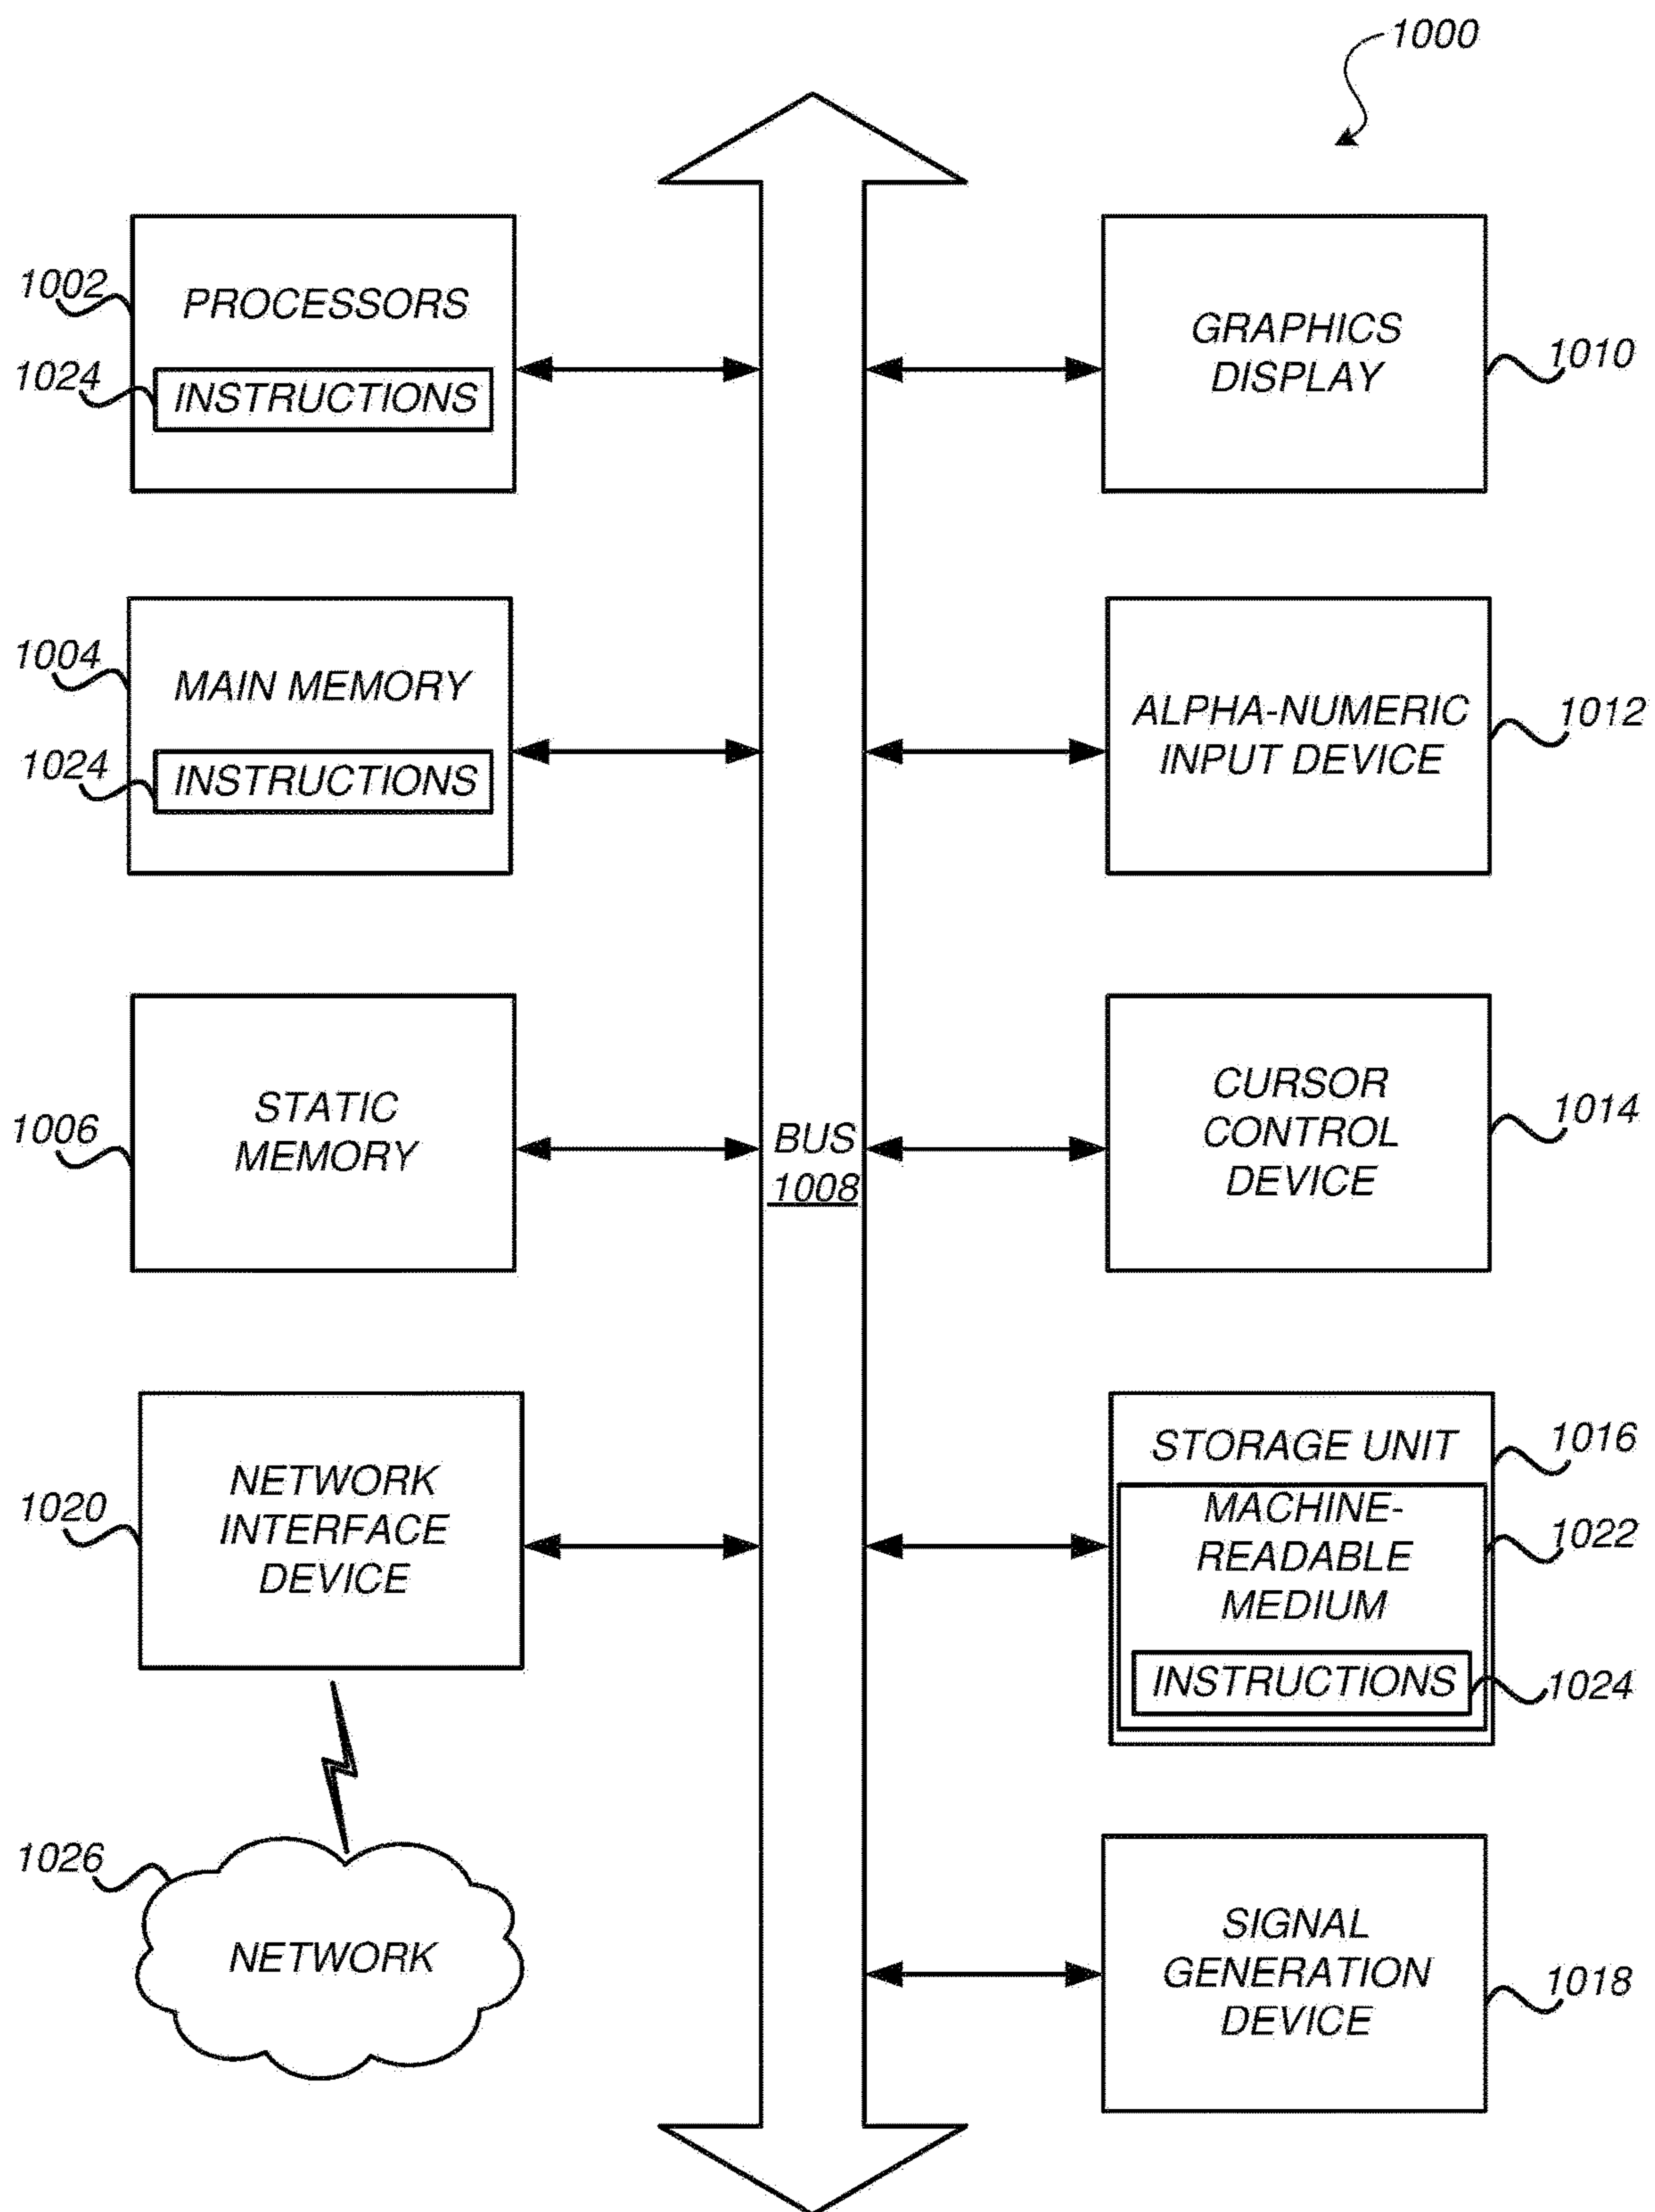 1000
1002
PROCESSORS
1024
INSTRUCTIONS
GRAPHICS
DISPLAY
1010
1004
MAIN MEMORY
1024
INSTRUCTIONS
ALPHA-NUMERIC
INPUT DEVICE
1012
1006
STATIC
MEMORY
BUS
1008
CURSOR
CONTROL
DEVICE
1014
1020
NETWORK
INTERFACE
DEVICE
STORAGE UNIT
1016
MACHINE-
READABLE
MEDIUM
1022
INSTRUCTIONS
1024
1026
NETWORK
SIGNAL
GENERATION
DEVICE
1018